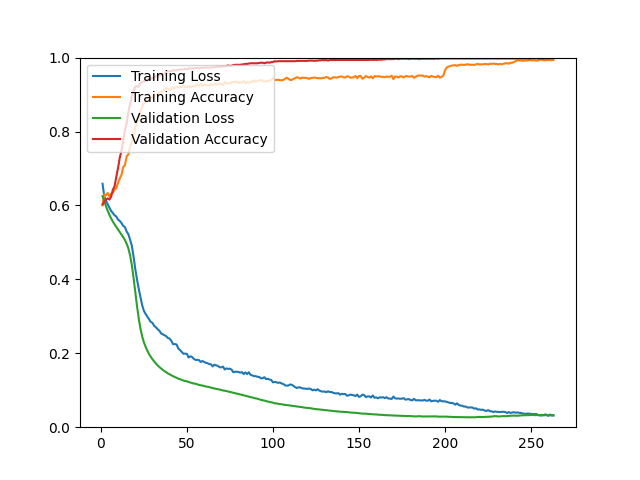 1.0
0.8
0.6
0.4
0.2
0.0
Training Loss
Training Accuracy
Validation Loss
Validation Accuracy
0 50 100 150 200 250